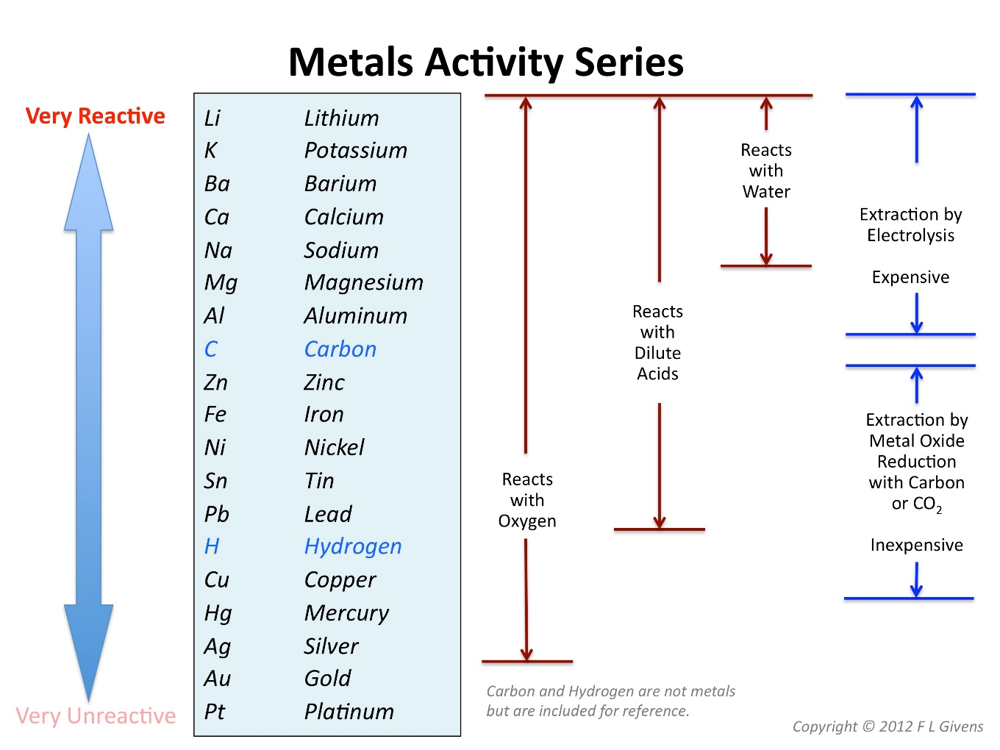 Metals Activity Series
Very Reactive
Li Lithium
K Potassium
Ba Barium
Ca Calcium
Na Sodium
Mg Magnesium
Al Aluminum
C Carbon
Zn Zinc
Fe Iron
Ni Nickel
Sn Tin
Pb Lead
H Hydrogen
Cu Copper
Hg Mercury
Ag Silver
Au Gold
Pt Platinum
Very Unreactive
Reacts
with
Oxygen
Reacts
with
Dilute
Acids
Reacts
with
Water
Extraction by
Electrolysis
Expensive
Extraction by
Metal Oxide
Reduction
with Carbon
or CO₂
Inexpensive
Carbon and Hydrogen are not metals
but are included for reference.
Copyright © 2012 F L Givens